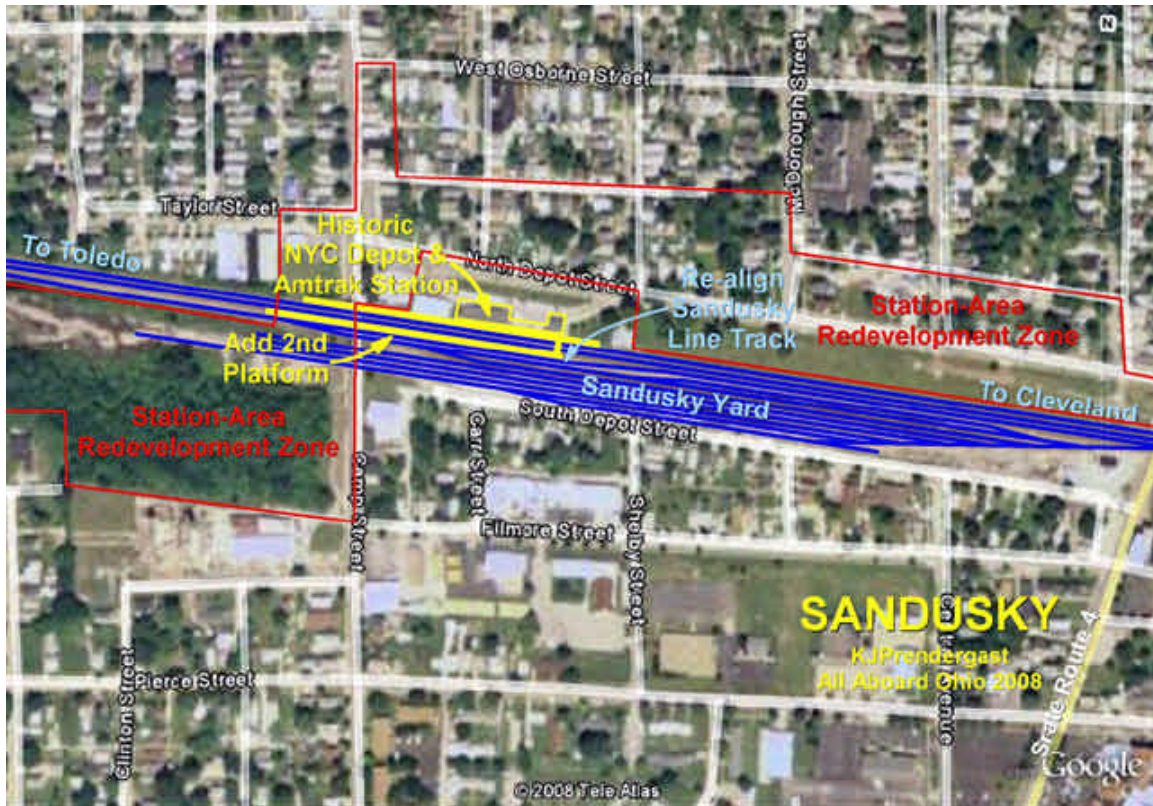 N
West Osborne Street
McDonough Street
Taylor Street
Historic
NYC Depot &
Amtrak Station
North Depot Street
To Toledo
Re-align
Sandusky
Line Track
Station-Area
Redevelopment Zone
Add 2nd
Platform
Sandusky Yard
To Cleveland
South Depot Street
Station-Area
Redevelopment Zone
Camp Street
Carr Street
Shelby Street
Filmore Street
SANDUSKY
KJPrendergast
All Aboard Ohio 2008
State Route 4
Clinton Street
Pierce Street
Avenue
© 2008 Tele Atlas
Google